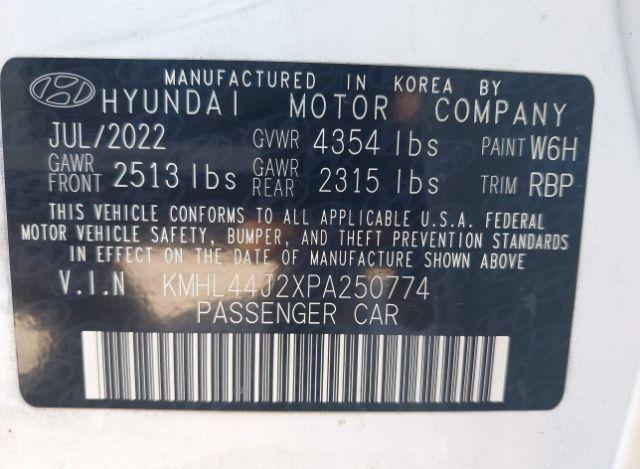 MANUFACTURED IN KOREA BY
HYUNDAI MOTOR COMPANY
JUL/2022 GVWR 4354 lbs PAINT W6H
GAWR FRONT 2513 lbs GAWR REAR 2315 lbs TRIM RBP
THIS VEHICLE CONFORMS TO ALL APPLICABLE U.S.A. FEDERAL
MOTOR VEHICLE SAFETY, BUMPER, AND THEFT PREVENTION STANDARDS
IN EFFECT ON THE DATE OF MANUFACTURE SHOWN ABOVE
V.I.N KMHL44J2XPA250774
PASSENGER CAR